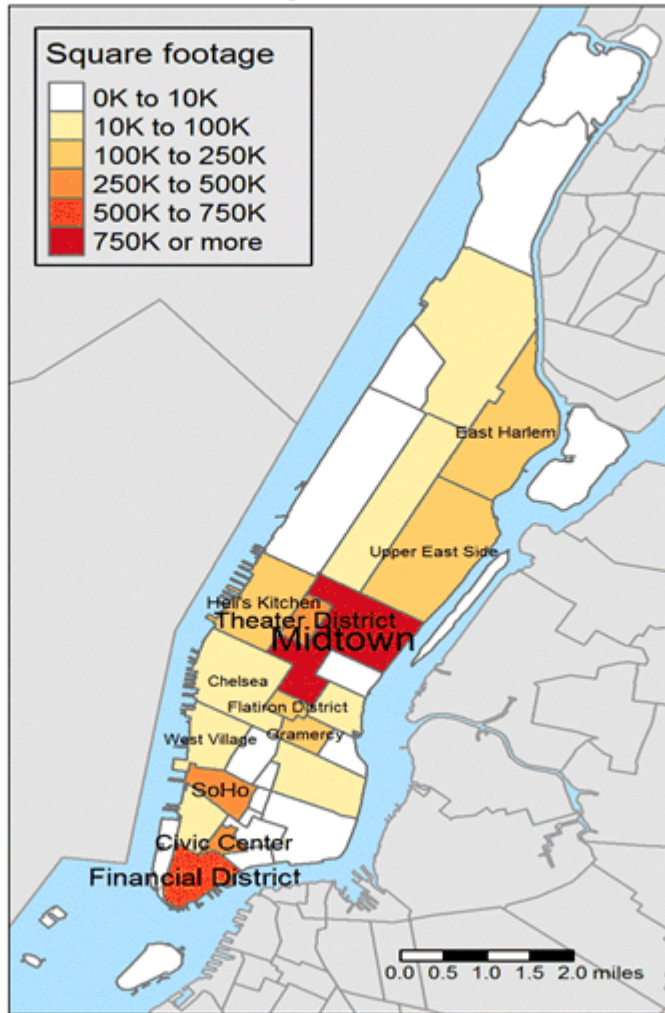 Square footage
0K to 10K
10K to 100K
100K to 250K
250K to 500K
500K to 750K
750K or more
East Harlem
Upper East Side
Hell's Kitchen
Theater District
Midtown
Chelsea
Flatiron District
West Village
Gramercy
SoHo
Civic Center
Financial District
0.0 0.5 1.0 1.5 2.0 miles